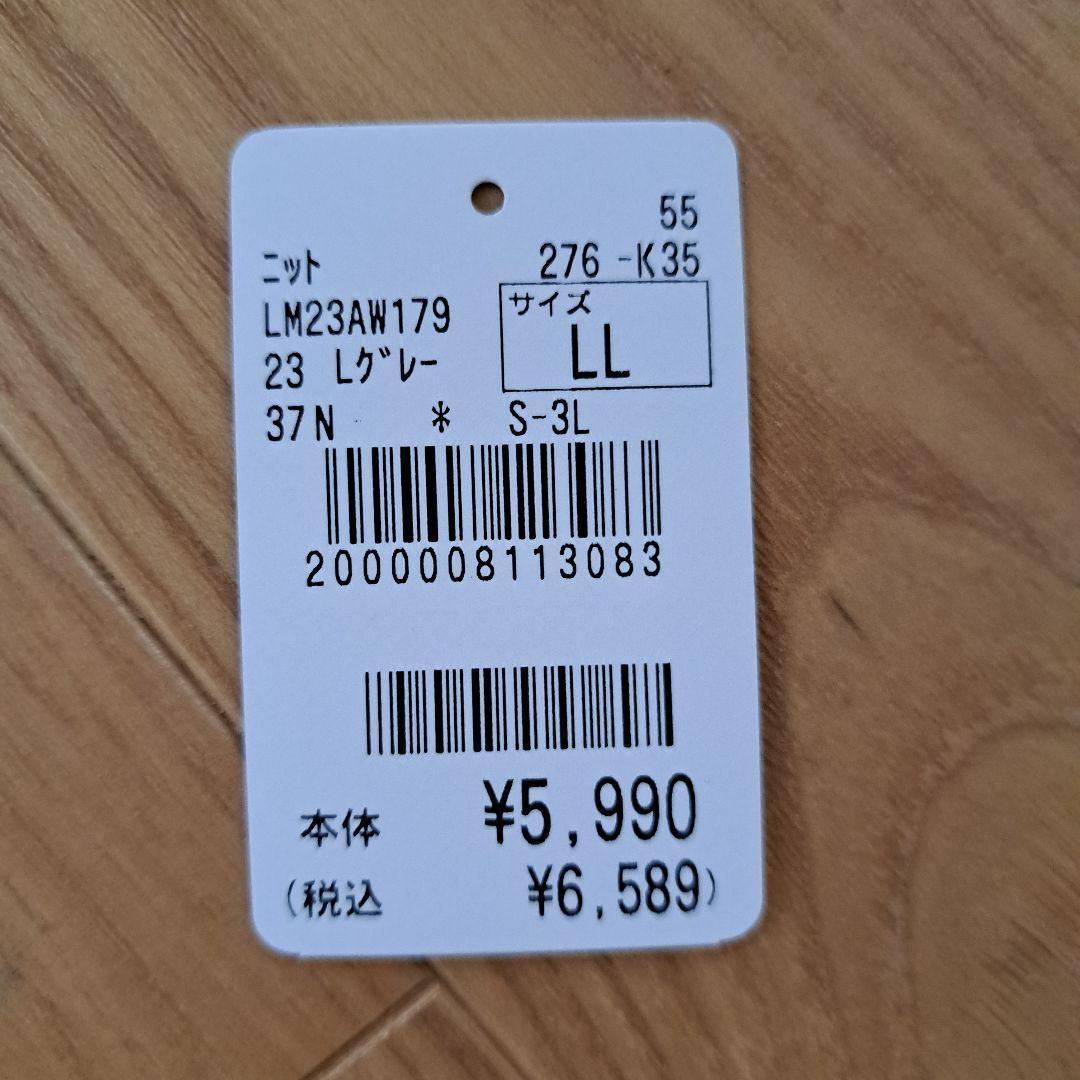 55
ﾆｯﾄ 276 -K35
LM23AW179
サイズ
23 Lｸﾞﾚｰ LL
37N * S-3L
2000008113083
本体 ¥5,990
(税込 ¥6,589)